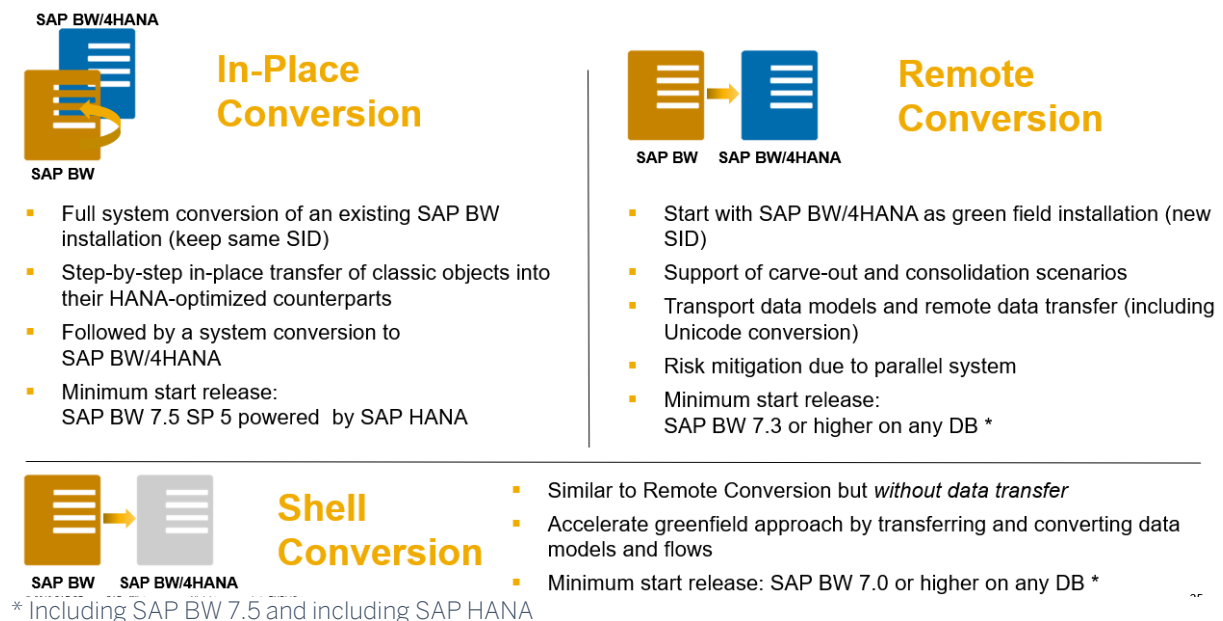 SAP BW/4HANA
SAP BW
In-Place
Conversion
▪ Full system conversion of an existing SAP BW
installation (keep same SID)
▪ Step-by-step in-place transfer of classic objects into
their HANA-optimized counterparts
▪ Followed by a system conversion to
SAP BW/4HANA
▪ Minimum start release:
SAP BW 7.5 SP 5 powered by SAP HANA
SAP BW SAP BW/4HANA
Remote
Conversion
▪ Start with SAP BW/4HANA as green field installation (new
SID)
▪ Support of carve-out and consolidation scenarios
▪ Transport data models and remote data transfer (including
Unicode conversion)
▪ Risk mitigation due to parallel system
▪ Minimum start release:
SAP BW 7.3 or higher on any DB *
SAP BW SAP BW/4HANA
Shell
Conversion
▪ Similar to Remote Conversion but without data transfer
▪ Accelerate greenfield approach by transferring and converting data
models and flows
▪ Minimum start release: SAP BW 7.0 or higher on any DB *
* Including SAP BW 7.5 and including SAP HANA